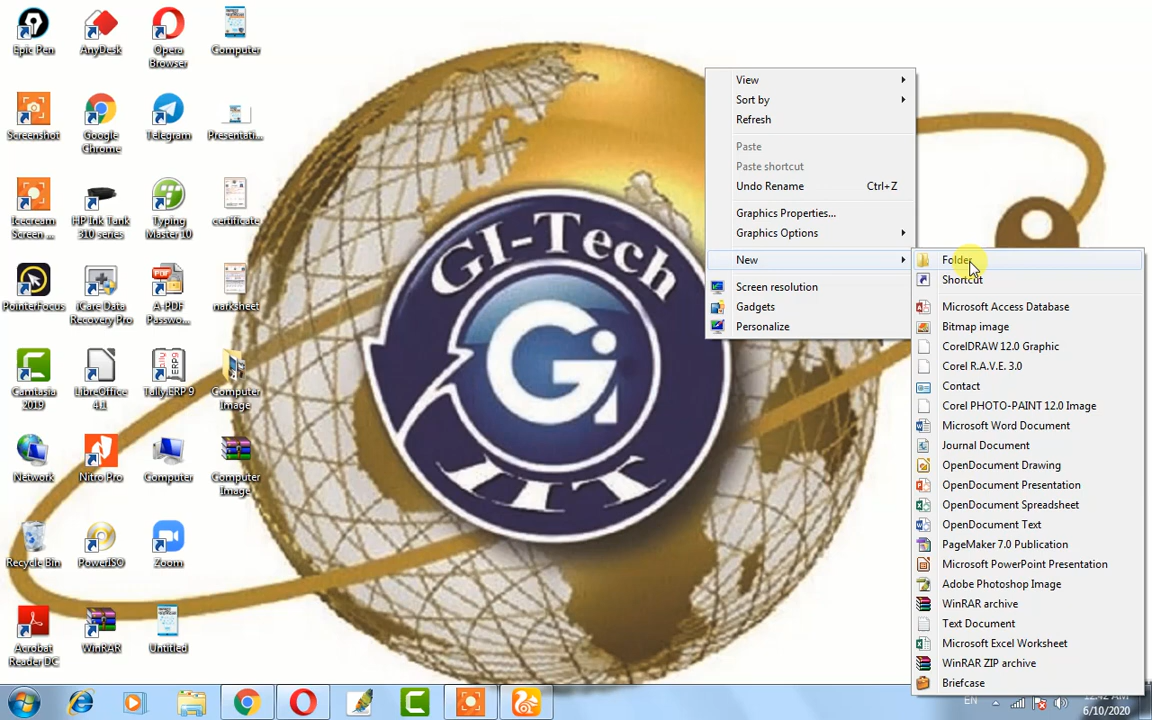 Epic Pen
AnyDesk
Opera
Browser
Computer
Screenshot
Google
Chrome
Telegram
Presentati...
Icecream
Screen ...
HP Ink Tank
310 series
Typing
Master 10
certificate
PointerFocus
iCare Data
Recovery Pro
A-PDF
Passwo...
marksheet
Camtasia
2019
LibreOffice
4.1
Tally.ERP 9
Computer
Image
Network
Nitro Pro
Computer
Computer
Image
Recycle Bin
PowerISO
Zoom
Acrobat
Reader DC
WinRAR
Untitled
GI-Tech
Gi
IIT
View
Sort by
Refresh
Paste
Paste shortcut
Undo Rename Ctrl+Z
Graphics Properties...
Graphics Options
New
Screen resolution
Gadgets
Personalize
Folder
Shortcut
Microsoft Access Database
Bitmap image
CorelDRAW 12.0 Graphic
Corel R.A.V.E. 3.0
Contact
Corel PHOTO-PAINT 12.0 Image
Microsoft Word Document
Journal Document
OpenDocument Drawing
OpenDocument Presentation
OpenDocument Spreadsheet
OpenDocument Text
PageMaker 7.0 Publication
Microsoft PowerPoint Presentation
Adobe Photoshop Image
WinRAR archive
Text Document
Microsoft Excel Worksheet
WinRAR ZIP archive
Briefcase
EN
12:42 AM
6/10/2020